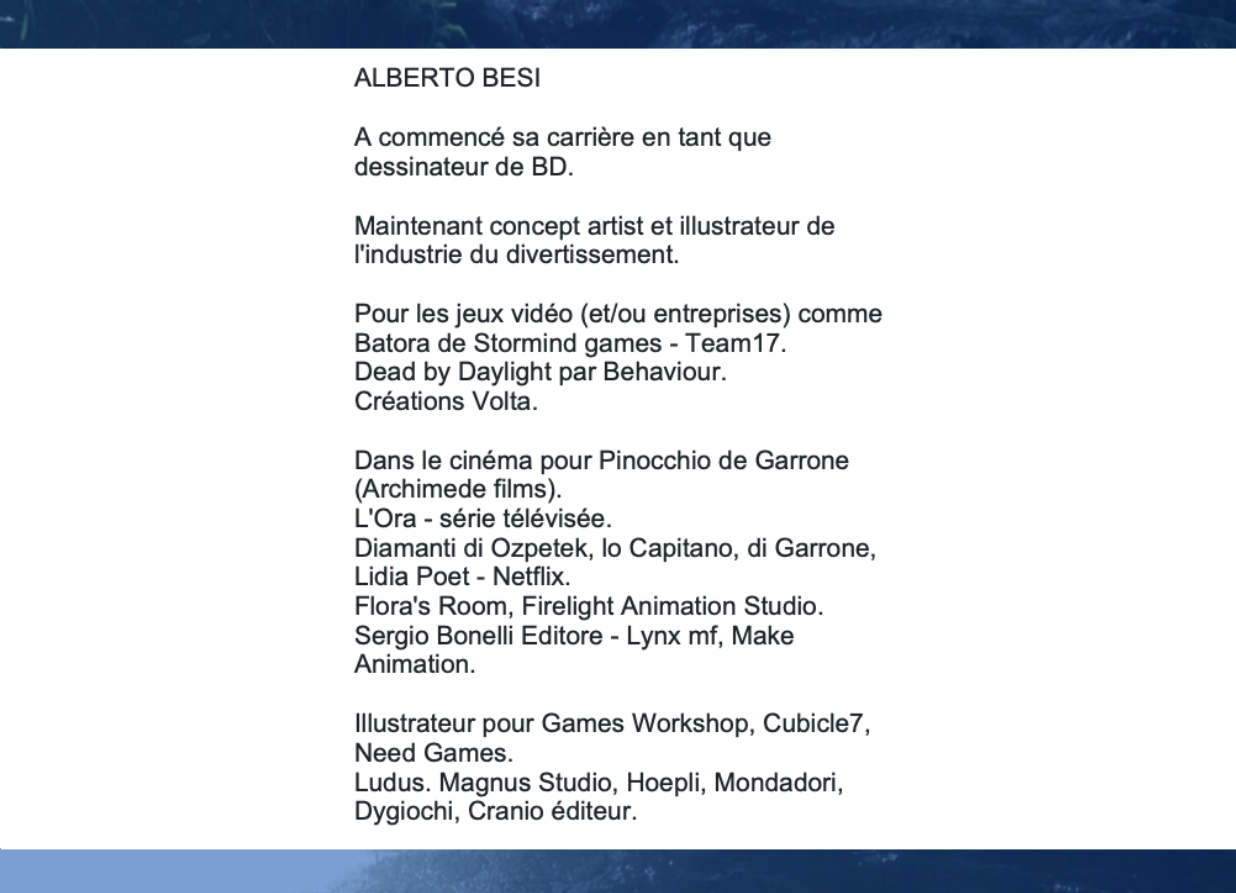 ALBERTO BESI
A commencé sa carrière en tant que
dessinateur de BD.
Maintenant concept artist et illustrateur de
l'industrie du divertissement.
Pour les jeux vidéo (et/ou entreprises) comme
Batora de Stormind games - Team17.
Dead by Daylight par Behaviour.
Créations Volta.
Dans le cinéma pour Pinocchio de Garrone
(Archimede films).
L'Ora - série télévisée.
Diamanti di Ozpetek, lo Capitano, di Garrone,
Lidia Poet - Netflix.
Flora's Room, Firelight Animation Studio.
Sergio Bonelli Editore - Lynx mf, Make
Animation.
Illustrateur pour Games Workshop, Cubicle7,
Need Games.
Ludus. Magnus Studio, Hoepli, Mondadori,
Dygiochi, Cranio éditeur.